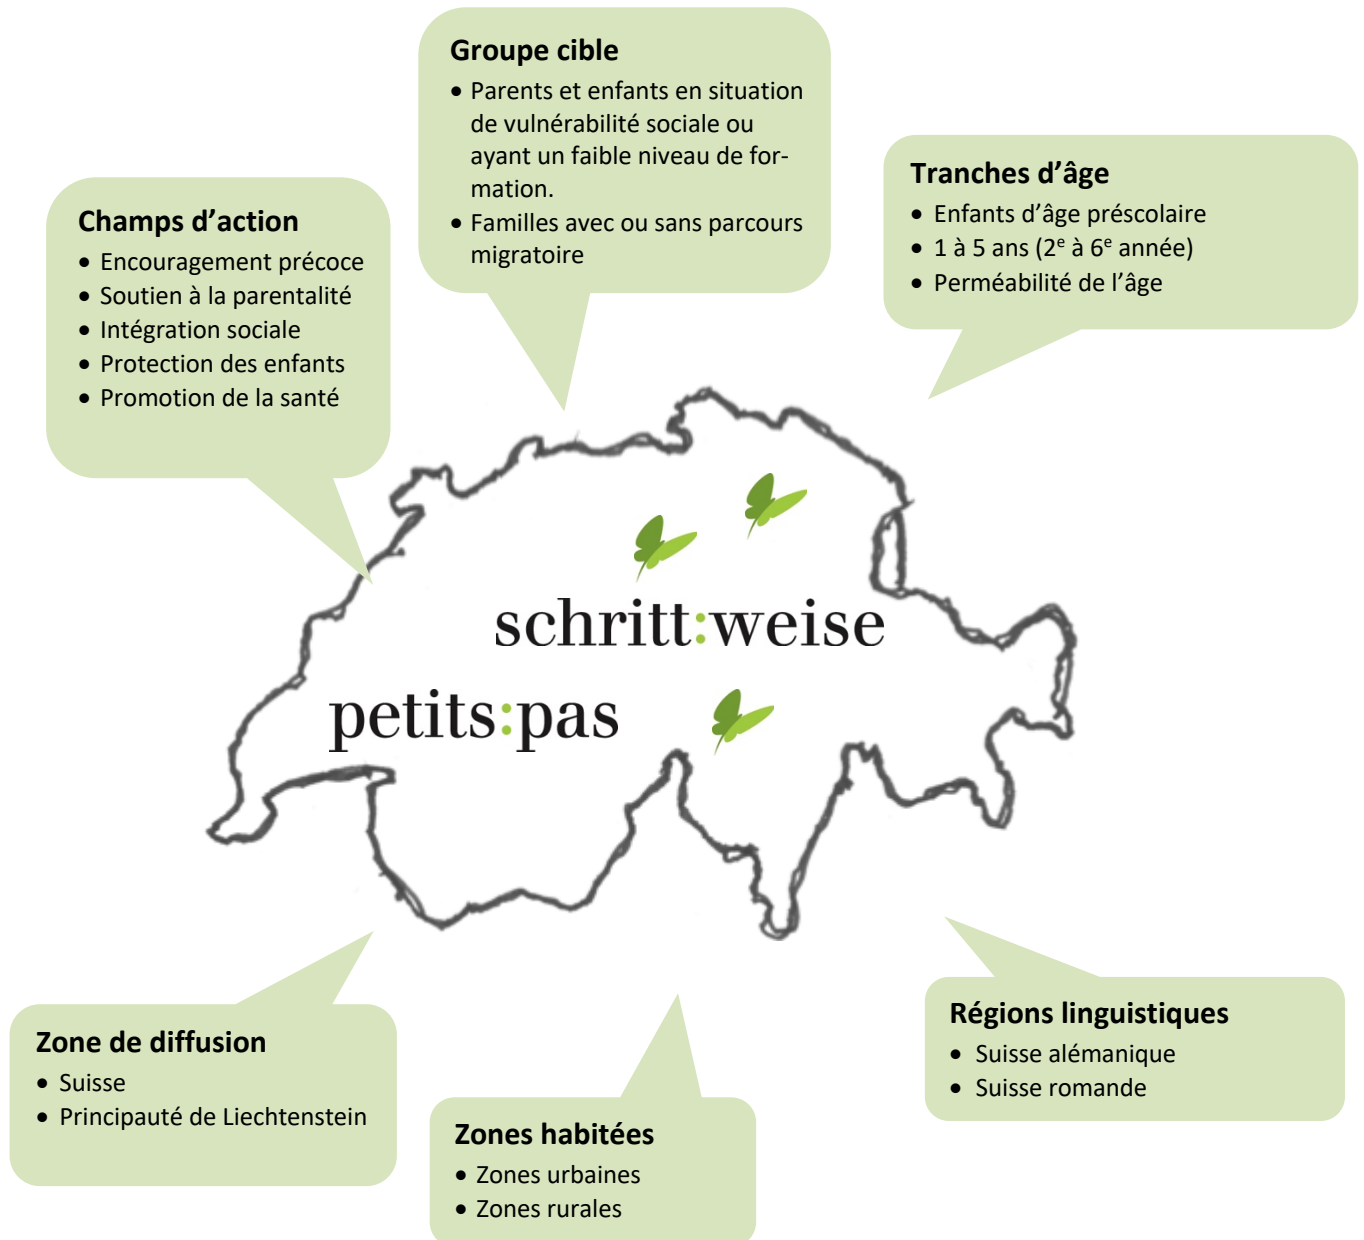 Groupe cible
• Parents et enfants en situation
de vulnérabilité sociale ou
ayant un faible niveau de for-
mation.
• Familles avec ou sans parcours
migratoire
Tranches d’âge
• Enfants d’âge préscolaire
• 1 à 5 ans (2e à 6e année)
• Perméabilité de l’âge
Champs d’action
• Encouragement précoce
• Soutien à la parentalité
• Intégration sociale
• Protection des enfants
• Promotion de la santé
schritt:weise
petits:pas
Zone de diffusion
• Suisse
• Principauté de Liechtenstein
Zones habitées
• Zones urbaines
• Zones rurales
Régions linguistiques
• Suisse alémanique
• Suisse romande